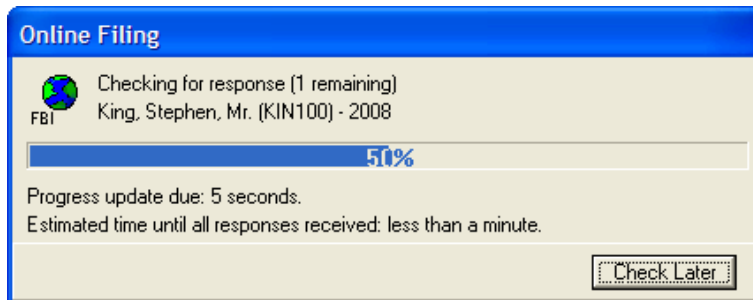 Online Filing
Checking for response (1 remaining)
FBI
King, Stephen, Mr. (KIN100) - 2008
50%
Progress update due: 5 seconds.
Estimated time until all responses received: less than a minute.
Check Later